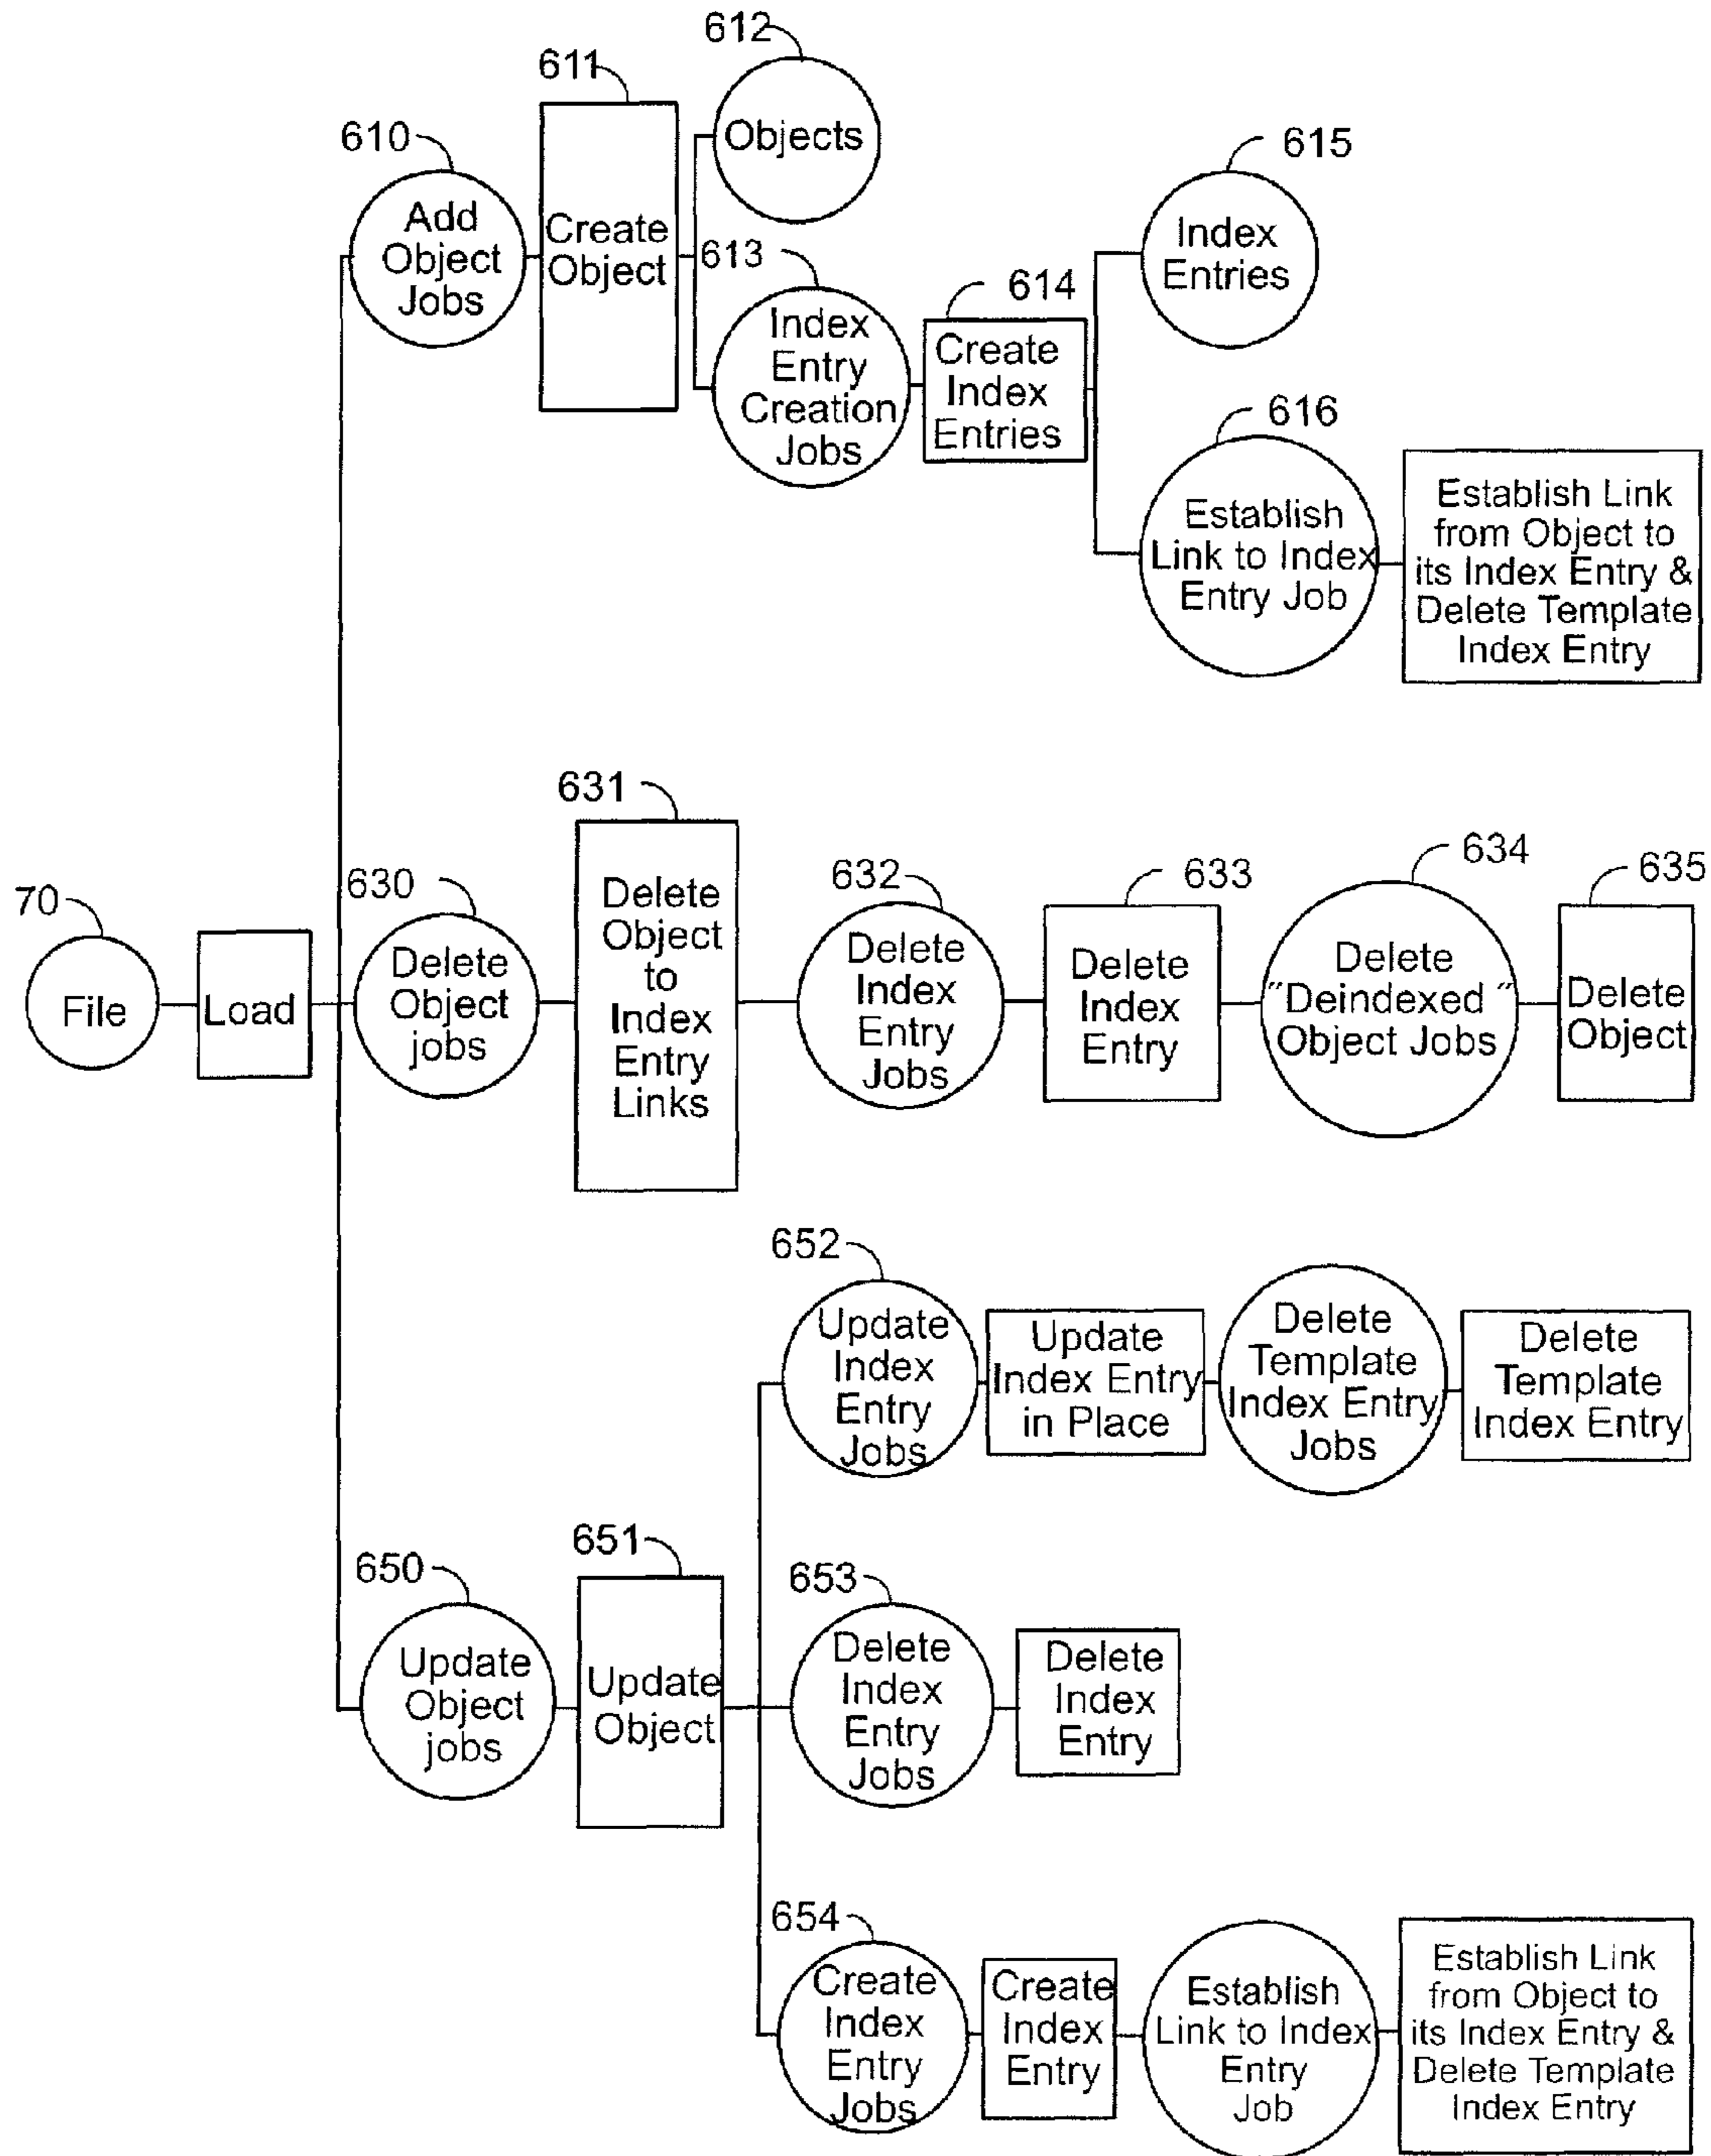 612
611
610
Objects
615
Add
Object
Jobs
Create
Object
613
Index
Entries
614
Index
Entry
Creation
Jobs
Create
Index
Entries
616
Establish
Link to Index
Entry Job
Establish Link
from Object to
its Index Entry &
Delete Template
Index Entry
631
70
630
632
633
634
635
File
Load
Delete
Object
jobs
Delete
Object
to
Index
Entry
Links
Delete
Index
Entry
Jobs
Delete
Index
Entry
Delete
"Deindexed"
Object Jobs
Delete
Object
652
Update
Index
Entry
Jobs
Update
Index Entry
in Place
Delete
Template
Index Entry
Jobs
Delete
Template
Index Entry
650
651
653
Update
Object
jobs
Update
Object
Delete
Index
Entry
Jobs
Delete
Index
Entry
654
Create
Index
Entry
Jobs
Create
Index
Entry
Establish
Link to Index
Entry
Job
Establish Link
from Object to
its Index Entry &
Delete Template
Index Entry